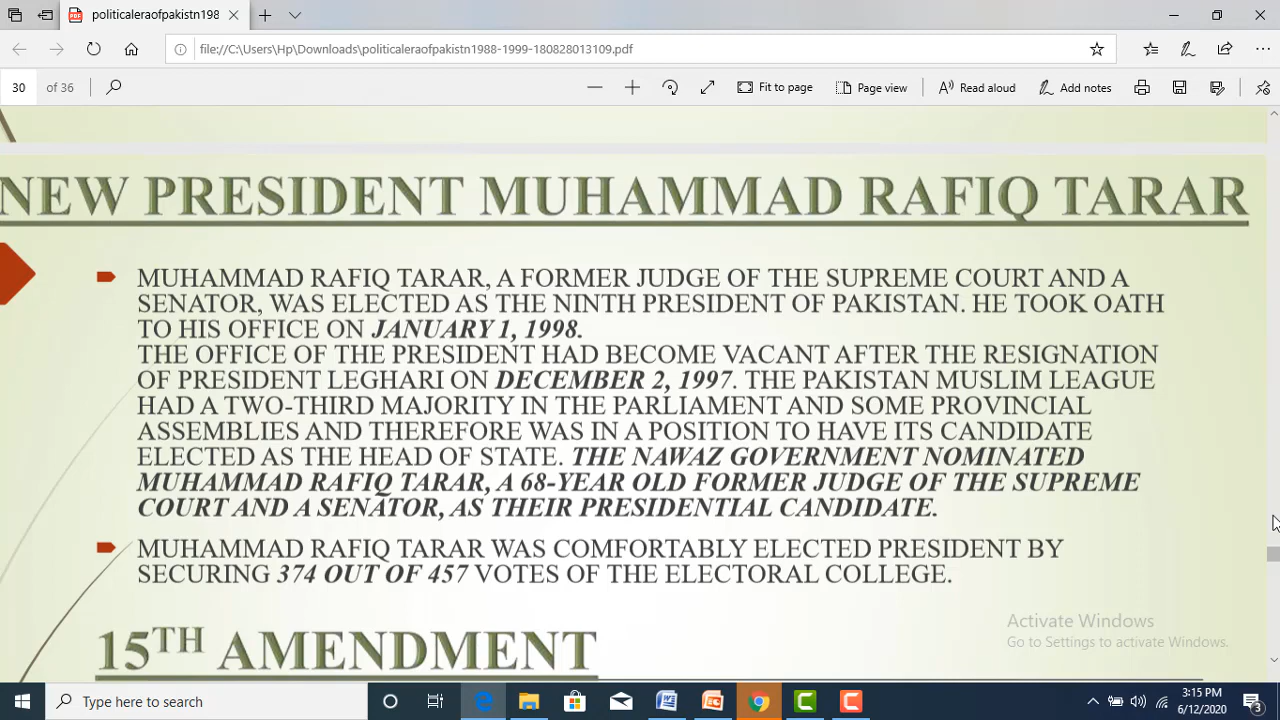 politicaleraofpakistn198
file://C:\Users\Hp\Downloads\politicaleraofpakistn1988-1999-180828013109.pdf
30 of 36
Fit to page
Page view
Read aloud
Add notes
NEW PRESIDENT MUHAMMAD RAFIQ TARAR
MUHAMMAD RAFIQ TARAR, A FORMER JUDGE OF THE SUPREME COURT AND A
SENATOR, WAS ELECTED AS THE NINTH PRESIDENT OF PAKISTAN. HE TOOK OATH
TO HIS OFFICE ON JANUARY 1, 1998.
THE OFFICE OF THE PRESIDENT HAD BECOME VACANT AFTER THE RESIGNATION
OF PRESIDENT LEGHARI ON DECEMBER 2, 1997. THE PAKISTAN MUSLIM LEAGUE
HAD A TWO-THIRD MAJORITY IN THE PARLIAMENT AND SOME PROVINCIAL
ASSEMBLIES AND THEREFORE WAS IN A POSITION TO HAVE ITS CANDIDATE
ELECTED AS THE HEAD OF STATE. THE NAWAZ GOVERNMENT NOMINATED
MUHAMMAD RAFIQ TARAR, A 68-YEAR OLD FORMER JUDGE OF THE SUPREME
COURT AND A SENATOR, AS THEIR PRESIDENTIAL CANDIDATE.
MUHAMMAD RAFIQ TARAR WAS COMFORTABLY ELECTED PRESIDENT BY
SECURING 374 OUT OF 457 VOTES OF THE ELECTORAL COLLEGE.
15TH AMENDMENT
Activate Windows
Go to Settings to activate Windows.
Type here to search
3:15 PM
6/12/2020
3